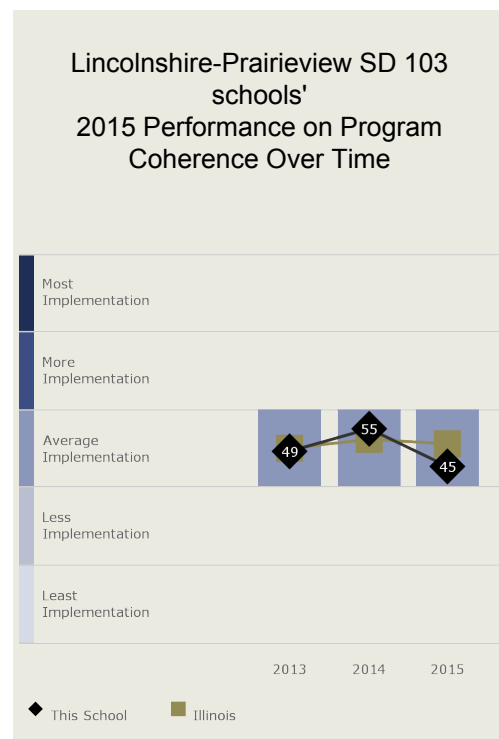 Lincolnshire-Prairieview SD 103
schools'
2015 Performance on Program
Coherence Over Time
Most
Implementation
More
Implementation
Average
Implementation
49
55
45
Less
Implementation
Least
Implementation
2013
2014
2015
This School
Illinois